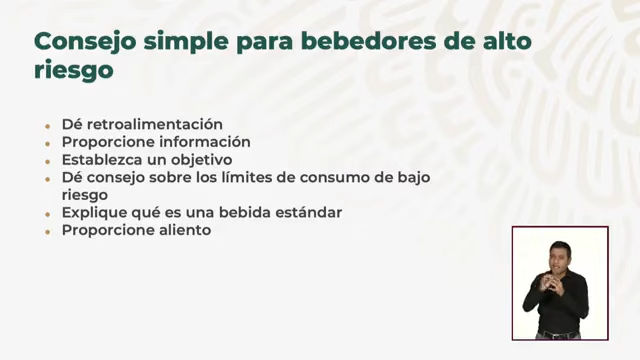 Consejo simple para bebedores de alto
riesgo
Dé retroalimentación
Proporcione información
Establezca un objetivo
Dé consejo sobre los límites de consumo de bajo
riesgo
Explique qué es una bebida estándar
Proporcione aliento